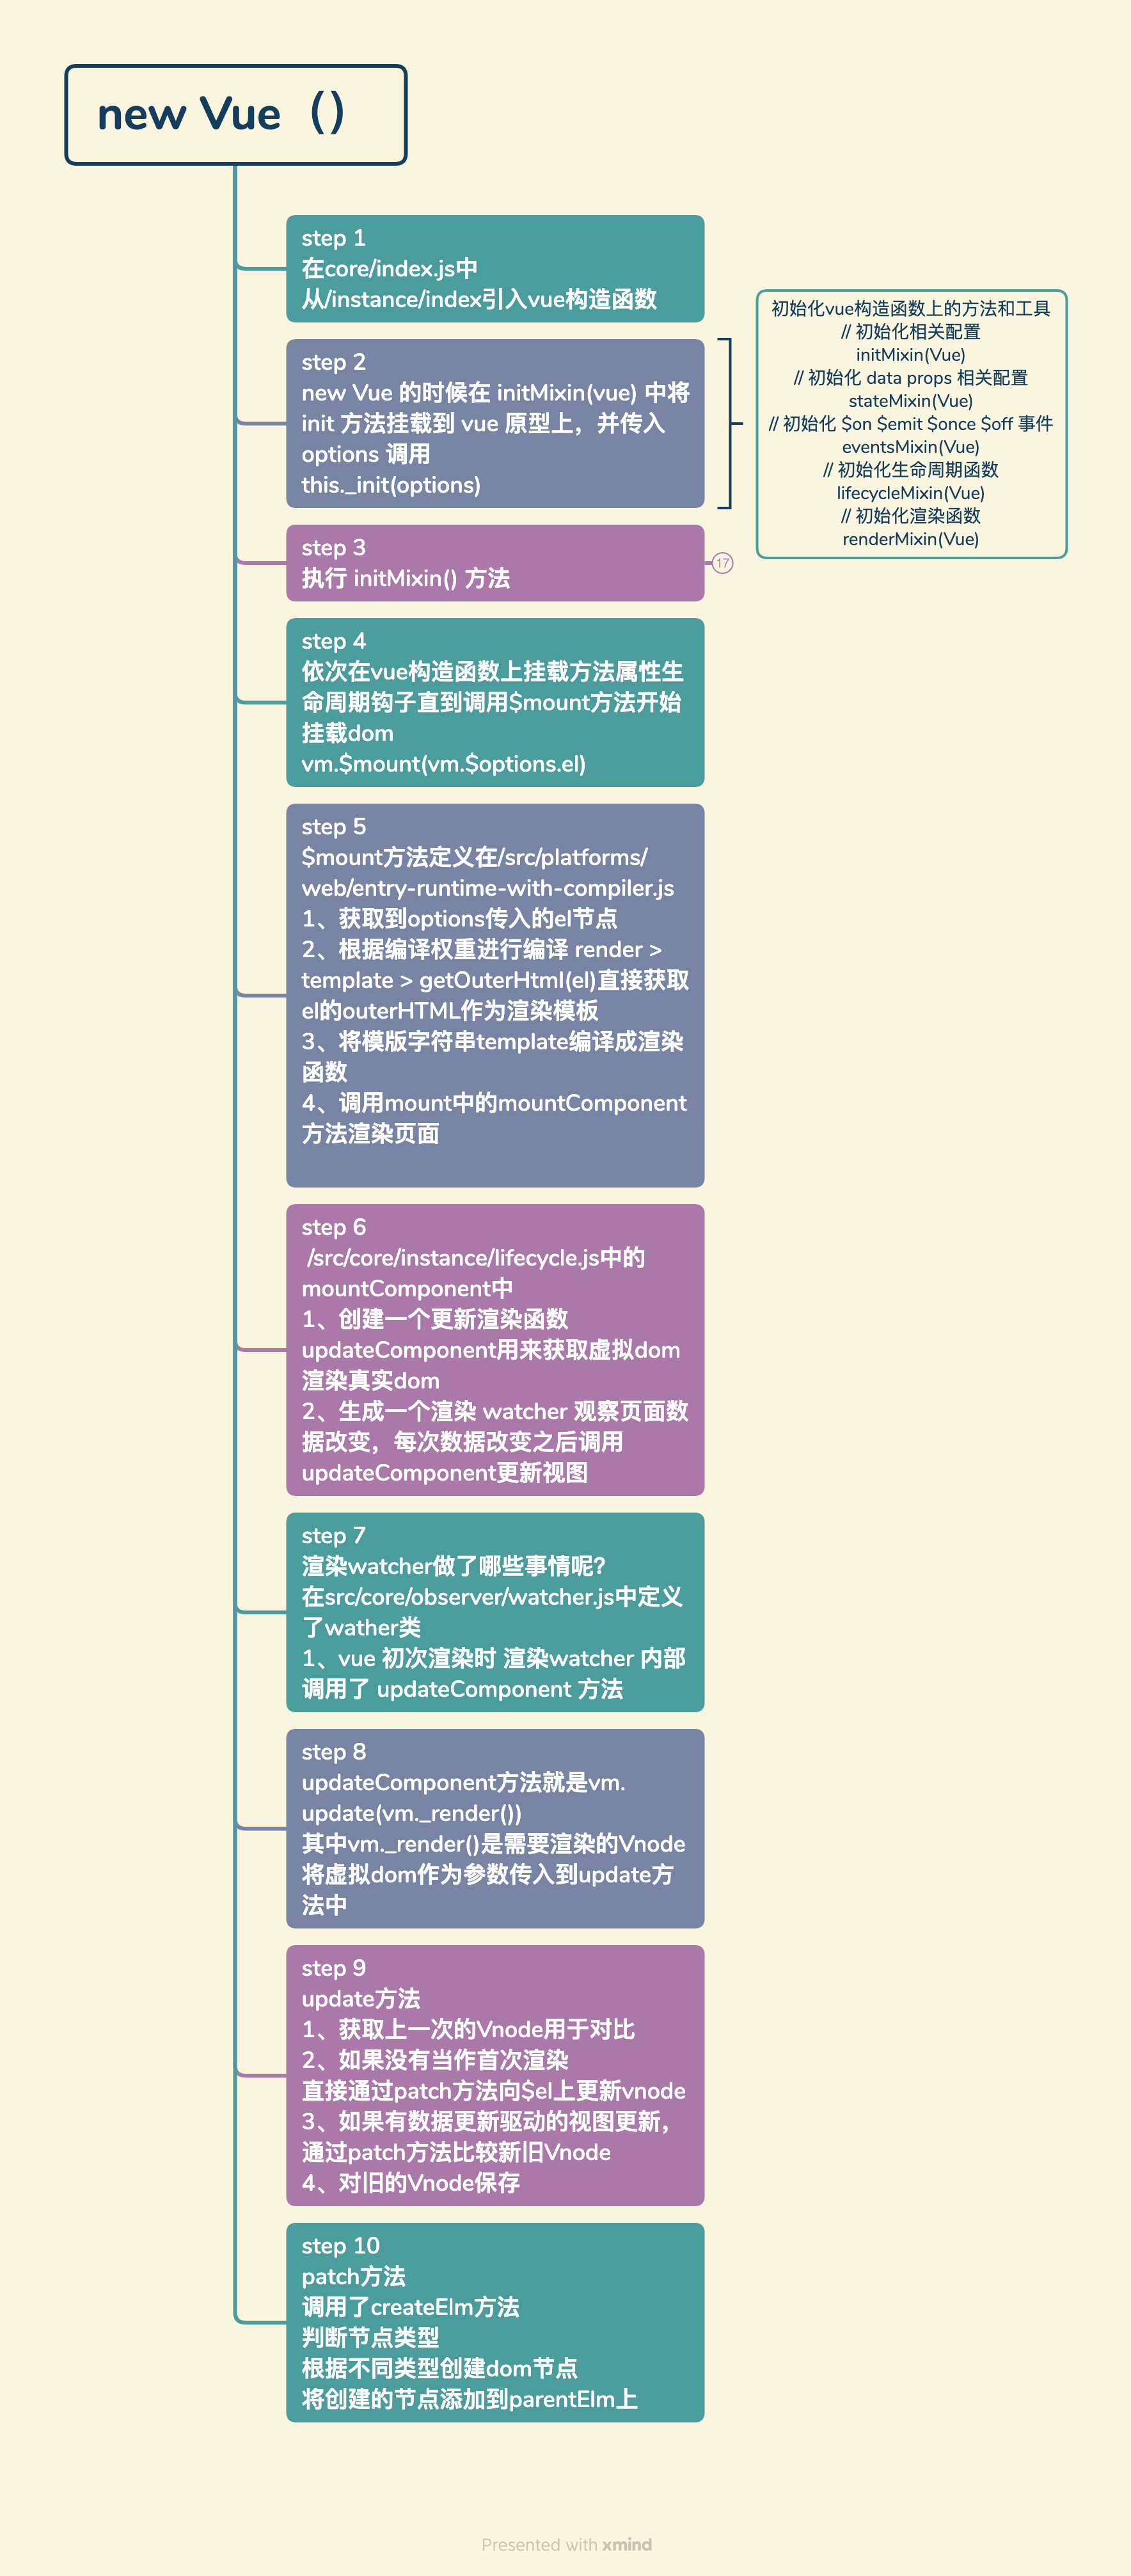 new Vue（）
step 1
在core/index.js中
从/instance/index引入vue构造函数
step 2
new Vue 的时候在 initMixin(vue) 中将
init 方法挂载到 vue 原型上，并传入
options 调用
this._init(options)
初始化vue构造函数上的方法和工具
// 初始化相关配置
initMixin(Vue)
// 初始化 data props 相关配置
stateMixin(Vue)
// 初始化 $on $emit $once $off 事件
eventsMixin(Vue)
// 初始化生命周期函数
lifecycleMixin(Vue)
// 初始化渲染函数
renderMixin(Vue)
step 3
执行 initMixin() 方法
17
step 4
依次在vue构造函数上挂载方法属性生
命周期钩子直到调用$mount方法开始
挂载dom
vm.$mount(vm.$options.el)
step 5
$mount方法定义在/src/platforms/
web/entry-runtime-with-compiler.js
1、获取到options传入的el节点
2、根据编译权重进行编译 render >
template > getOuterHtml(el)直接获取
el的outerHTML作为渲染模板
3、将模版字符串template编译成渲染
函数
4、调用mount中的mountComponent
方法渲染页面
step 6
/src/core/instance/lifecycle.js中的
mountComponent中
1、创建一个更新渲染函数
updateComponent用来获取虚拟dom
渲染真实dom
2、生成一个渲染 watcher 观察页面数
据改变，每次数据改变之后调用
updateComponent更新视图
step 7
渲染watcher做了哪些事情呢？
在src/core/observer/watcher.js中定义
了wather类
1、vue 初次渲染时 渲染watcher 内部
调用了 updateComponent 方法
step 8
updateComponent方法就是vm.
update(vm._render())
其中vm._render()是需要渲染的Vnode
将虚拟dom作为参数传入到update方
法中
step 9
update方法
1、获取上一次的Vnode用于对比
2、如果没有当作首次渲染
直接通过patch方法向$el上更新vnode
3、如果有数据更新驱动的视图更新，
通过patch方法比较新旧Vnode
4、对旧的Vnode保存
step 10
patch方法
调用了createElm方法
判断节点类型
根据不同类型创建dom节点
将创建的节点添加到parentElm上
Presented with xmind